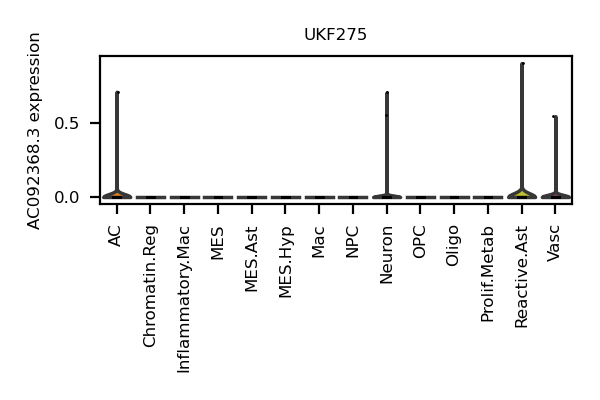 UKF275
AC092368.3 expression
0.5
0.0
AC
Chromatin.Reg
Inflammatory.Mac
MES
MES.Ast
MES.Hyp
Mac
NPC
Neuron
OPC
Oligo
Prolif.Metab
Reactive.Ast
Vasc